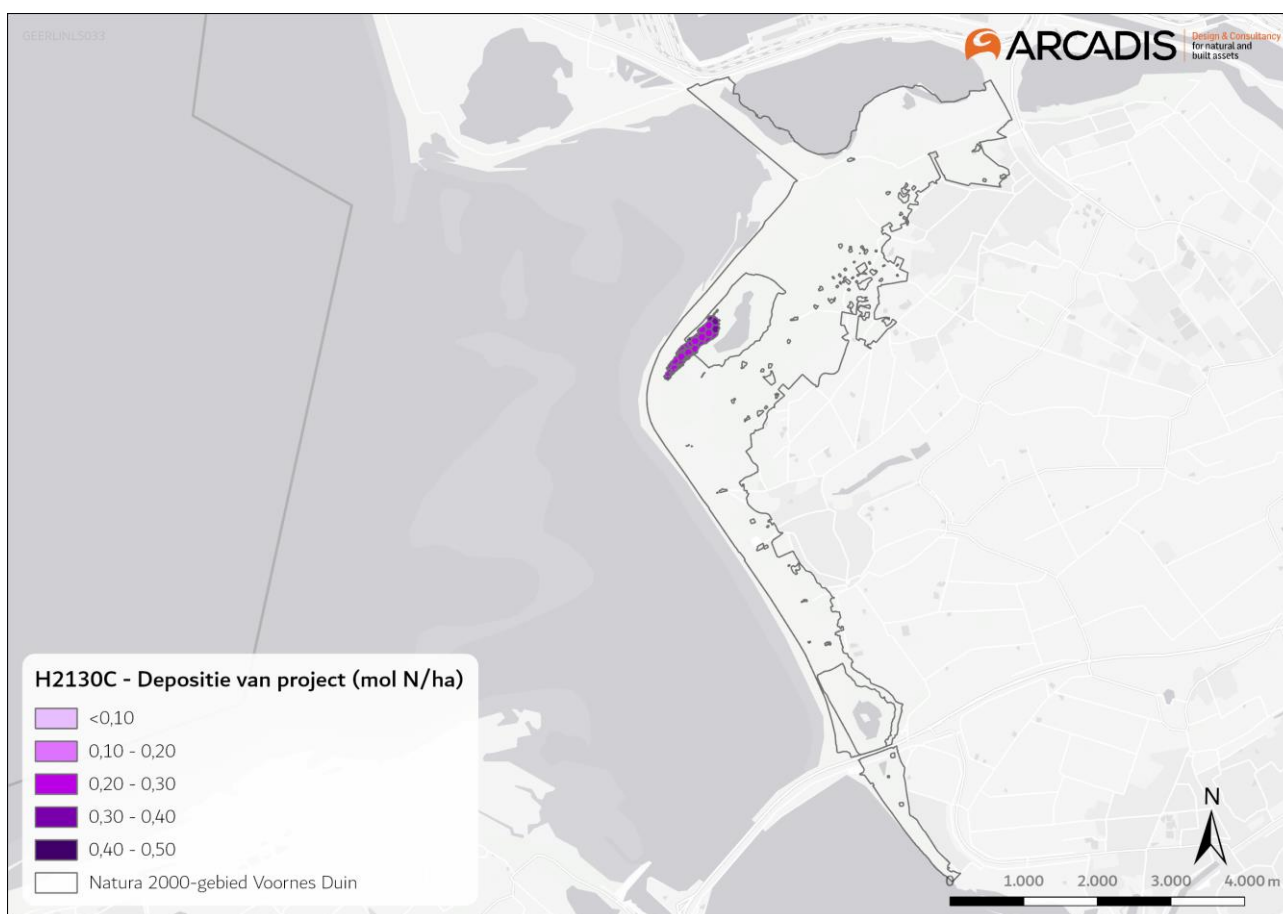 GEERLINL5033
ARCADIS
Design & Consultancy
for natural and
built assets
H2130C - Depositie van project (mol N/ha)
<0,10
0,10 - 0,20
0,20 - 0,30
0,30 - 0,40
0,40 - 0,50
Natura 2000-gebied Voornes Duin
N
0 1.000 2.000 3.000 4.000 m